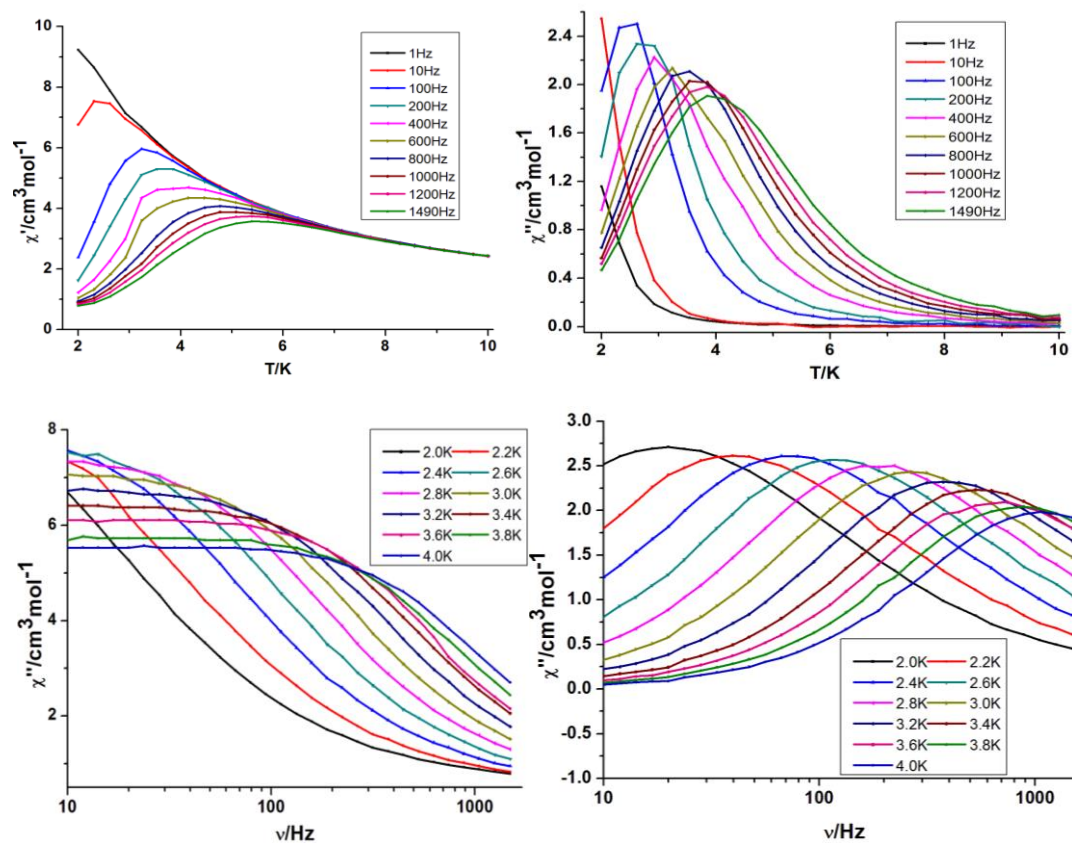 10
9
8
7
6
5
4
3
2
1
0
χ'/cm³mol⁻¹
2 4 6 8 10
T/K
1Hz
10Hz
100Hz
200Hz
400Hz
600Hz
800Hz
1000Hz
1200Hz
1490Hz
2.4
2.0
1.6
1.2
0.8
0.4
0.0
χ''/cm³mol⁻¹
2 4 6 8 10
T/K
1Hz
10Hz
100Hz
200Hz
400Hz
600Hz
800Hz
1000Hz
1200Hz
1490Hz
8
6
4
2
χ''/cm³mol⁻¹
10 100 1000
ν/Hz
2.0K 2.2K
2.4K 2.6K
2.8K 3.0K
3.2K 3.4K
3.6K 3.8K
4.0K
3.0
2.5
2.0
1.5
1.0
0.5
0.0
-1.0
χ''/cm³mol⁻¹
10 100 1000
ν/Hz
2.0K 2.2K
2.4K 2.6K
2.8K 3.0K
3.2K 3.4K
3.6K 3.8K
4.0K